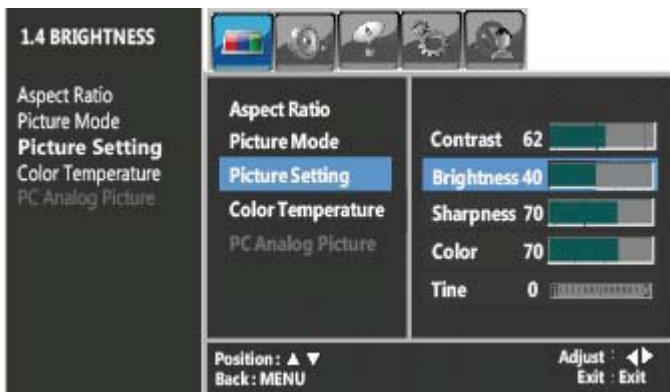 1.4 BRIGHTNESS
Aspect Ratio
Picture Mode
Picture Setting
Color Temperature
PC Analog Picture
Aspect Ratio
Picture Mode
Picture Setting
Color Temperature
PC Analog Picture
Contrast 62
Brightness 40
Sharpness 70
Color 70
Tine 0
Position : ▲ ▼
Back : MENU
Adjust : ◀▶
Exit : Exit